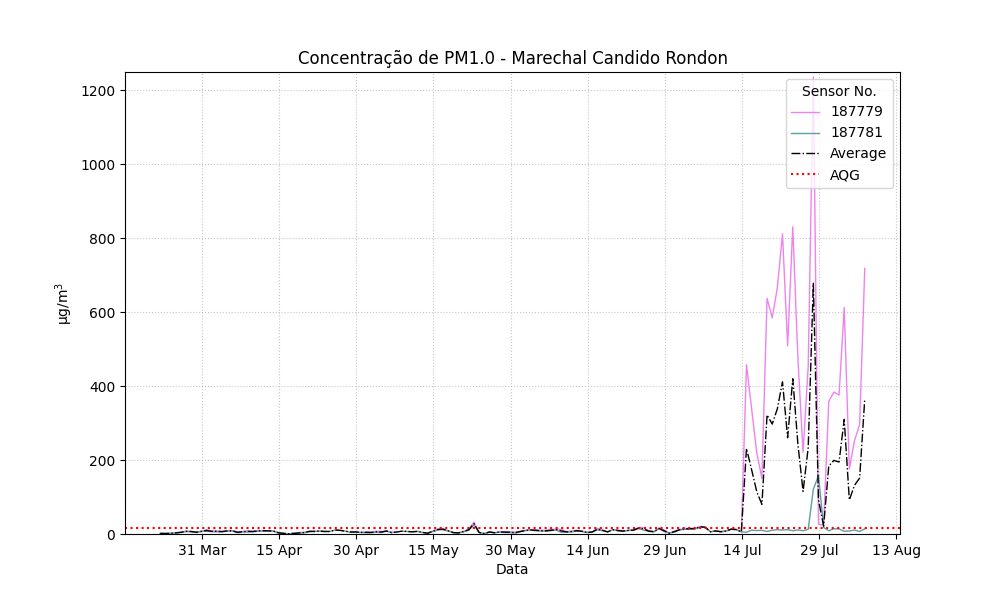 Concentração de PM1.0 - Marechal Candido Rondon
Sensor No.
187779
187781
Average
AQG
1200
1000
800
600
400
200
0
µg/m³
31 Mar 15 Apr 30 Apr 15 May 30 May 14 Jun 29 Jun 14 Jul 29 Jul 13 Aug
Data